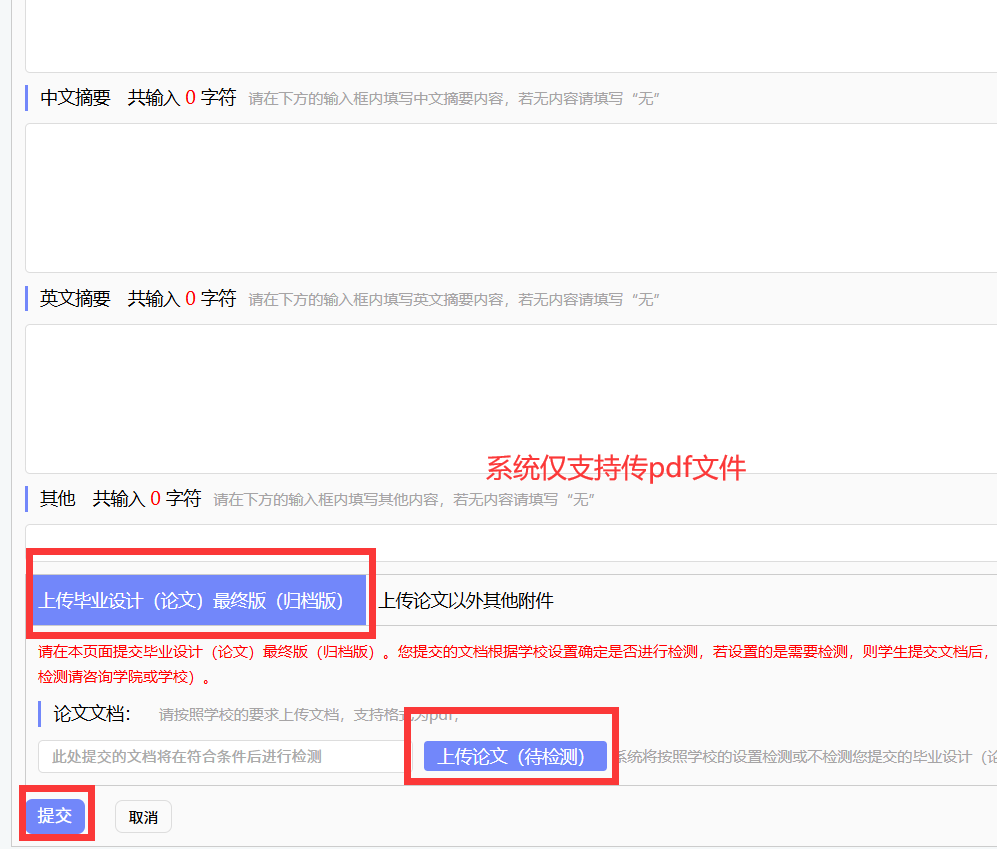 中文摘要 共输入 0 字符 请在下方的输入框内填写中文摘要内容，若无内容请填写“无”
英文摘要 共输入 0 字符 请在下方的输入框内填写英文摘要内容，若无内容请填写“无”
系统仅支持传pdf文件
其他 共输入 0 字符 请在下方的输入框内填写其他内容，若无内容请填写“无”
上传毕业设计（论文）最终版（归档版） 上传论文以外其他附件
请在本页面提交毕业设计（论文）最终版（归档版）。您提交的文档根据学校设置确定是否进行检测，若设置的是需要检测，则学生提交文档后，
检测请咨询学院或学校）。
论文文档： 请按照学校的要求上传文档，支持格式为pdf；
此处提交的文档将在符合条件后进行检测 上传论文（待检测） 系统将按照学校的设置检测或不检测您提交的毕业设计（论
提交 取消